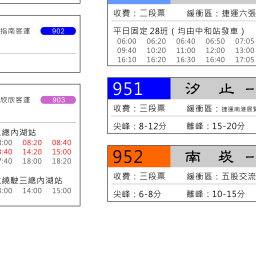 指南客運 902
欣欣客運 903
三總內湖站
:00 08:20 08:40
:40 14:20 15:00
:40 18:00 18:20
繞駛三總內湖站
:00 14:00 15:00
收費：二段票 緩衝區：捷運六張
平日固定28班（均由中和站發車）
06:00 06:20 06:40 06:50 07:05
09:40 10:20 11:00 12:00 13:00
16:10 16:20 16:30 16:40 17:05
951 汐 止 -
收費：三段票 緩衝區：捷運南港展覽
尖峰：8-12分 離峰：15-20分
952 南 崁 -
收費：三段票 緩衝區：五股交流
尖峰：6-8分 離峰：10-15分